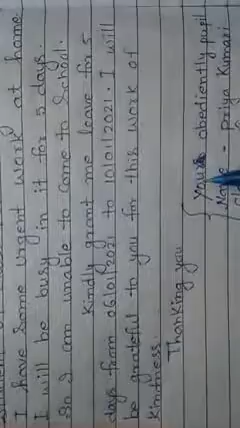 I have some urgent work at home
I will be busy in it for 5 days.
So I am unable to come to School.
Kindly grant me leave for 5
days from 06/01/2021 to 10/01/2021. I will
be grateful to you for this work of
kindness.
Thanking you
Yours obediently pupil
Name - Priya Kumari